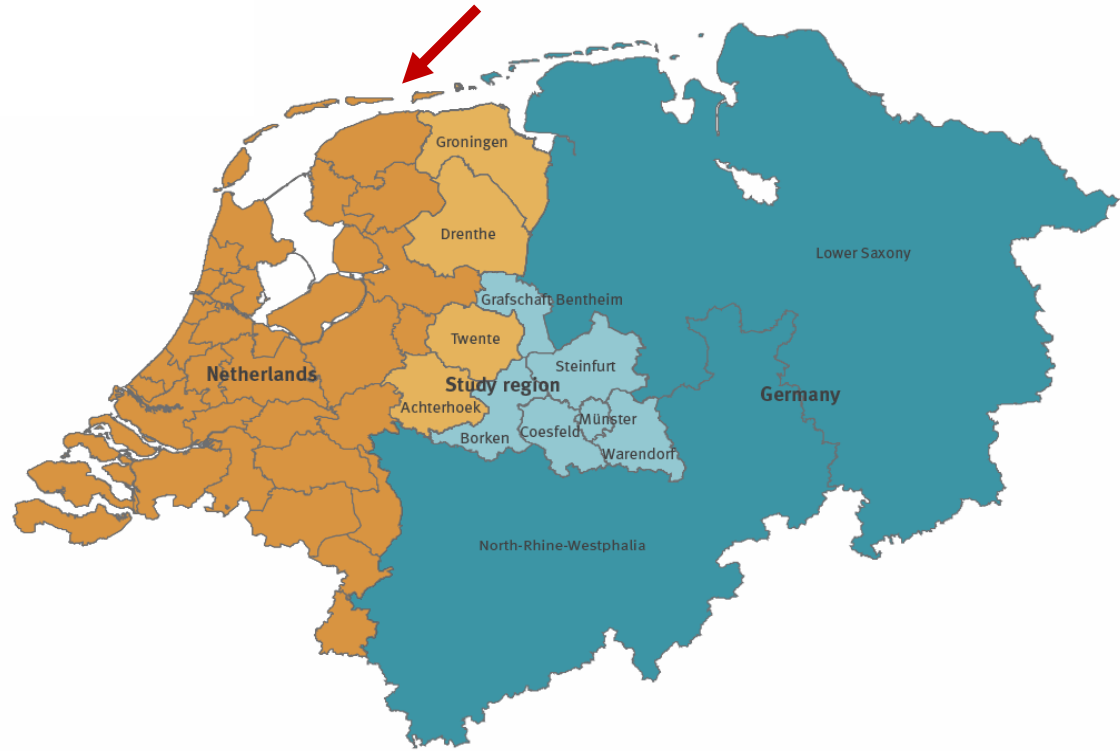 Groningen
Drenthe
Lower Saxony
Grafschaft Bentheim
Twente
Steinfurt
Netherlands
Study region
Germany
Achterhoek
Münster
Coesfeld
Borken
Warendorf
North-Rhine-Westphalia